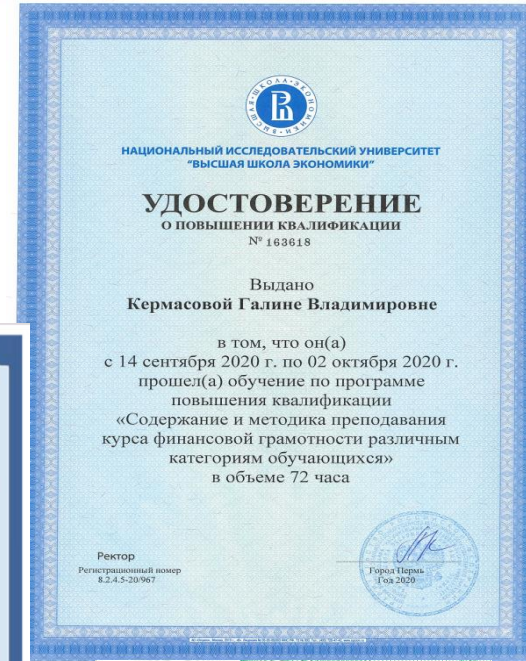 НАЦИОНАЛЬНЫЙ ИССЛЕДОВАТЕЛЬСКИЙ УНИВЕРСИТЕТ
"ВЫСШАЯ ШКОЛА ЭКОНОМИКИ"
УДОСТОВЕРЕНИЕ
О ПОВЫШЕНИИ КВАЛИФИКАЦИИ
№ 163618
Выдано
Кермасовой Галине Владимировне
в том, что он(а)
с 14 сентября 2020 г. по 02 октября 2020 г.
прошел(а) обучение по программе
повышения квалификации
«Содержание и методика преподавания
курса финансовой грамотности различным
категориям обучающихся»
в объеме 72 часа
Ректор
Регистрационный номер
8.2.4.5-20/967
Город Пермь
Год 2020